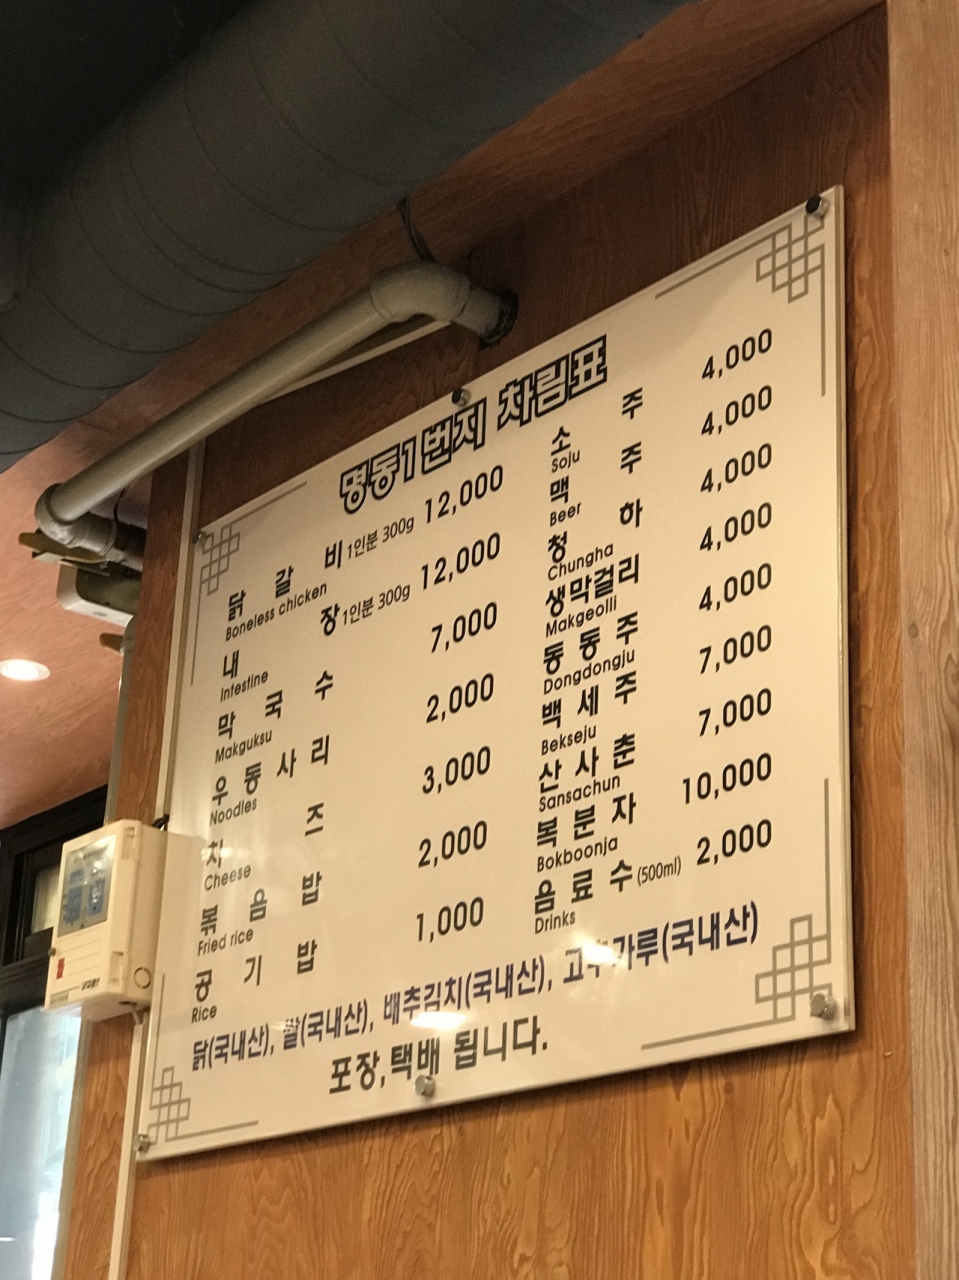 명동1번지 차림표
닭 갈 비 1인분 300g 12,000
Boneless chicken
내 장 1인분 300g 12,000
Intestine
막 국 수 7,000
Makguksu
우 동 사 리 2,000
Noodles
치 즈 3,000
Cheese
볶 음 밥 2,000
Fried rice
공 기 밥 1,000
Rice
소 주 4,000
Soju
맥 주 4,000
Beer
청 하 4,000
Chungha
생막걸리 4,000
Makgeolli
동 동 주 4,000
Dongdongju
백 세 주 7,000
Bekseju
산 사 춘 7,000
Sansachun
복 분 자 10,000
Bokboonja
음 료 수 (500ml) 2,000
Drinks
닭(국내산), 쌀(국내산), 배추김치(국내산), 고추가루(국내산)
포장, 택배 됩니다.